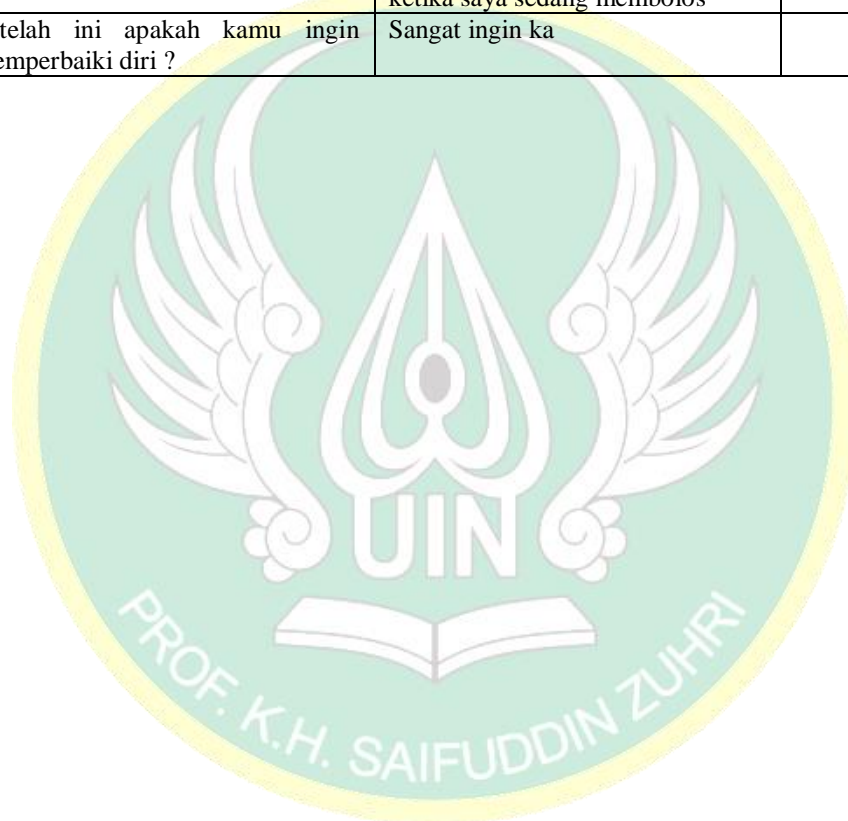 ketika saya sedang membolos
telah ini apakah kamu ingin
emperbaiki diri ?
Sangat ingin ka
UIN
PROF. K.H. SAIFUDDIN ZUHRI